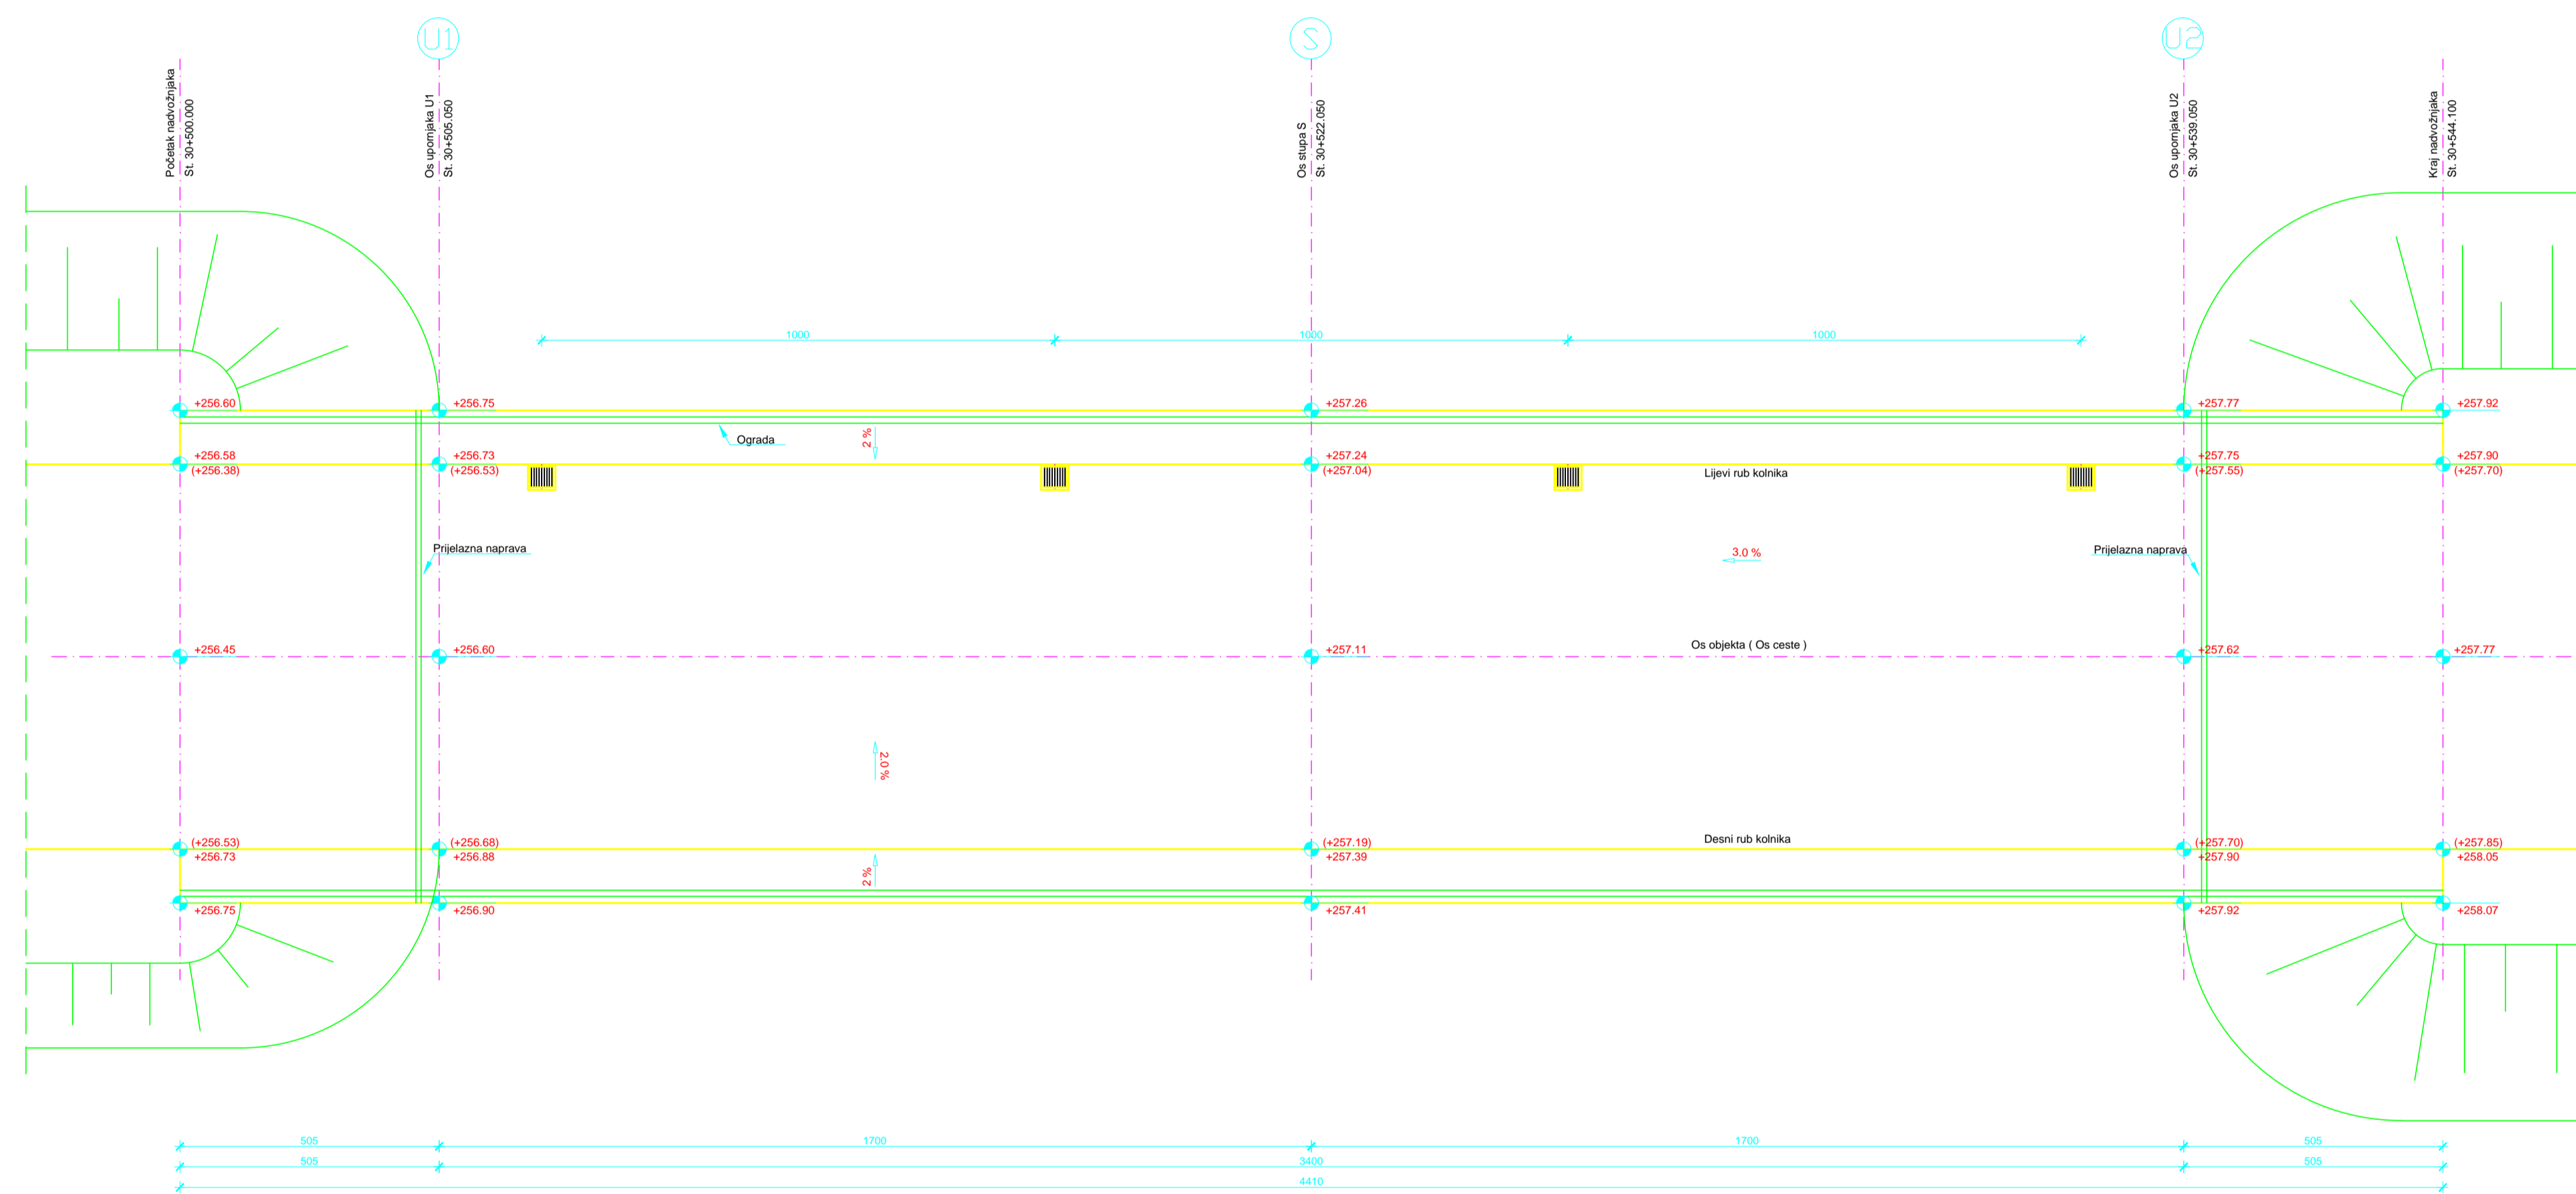 U1
S
U2
Početak nadvožnjaka
St. 30+500.000
Os upornjaka U1
St. 30+505.050
Os stupa S
St. 30+522.050
Os upornjaka U2
St. 30+539.050
Kraj nadvožnjaka
St. 30+544.100
1000
1000
1000
+256.60
+256.75
+257.26
+257.77
+257.92
Ograda
2 %
+256.58
(+256.38)
+256.73
(+256.53)
+257.24
(+257.04)
Lijevi rub kolnika
+257.75
(+257.55)
+257.90
(+257.70)
Prijelazna naprava
3.0 %
Prijelazna naprava
+256.45
+256.60
+257.11
Os objekta ( Os ceste )
+257.62
+257.77
2.0 %
(+256.53)
+256.73
(+256.68)
+256.88
2 %
(+257.19)
+257.39
Desni rub kolnika
(+257.70)
+257.90
(+257.85)
+258.05
+256.75
+256.90
+257.41
+257.92
+258.07
505
1700
1700
505
505
3400
505
4410